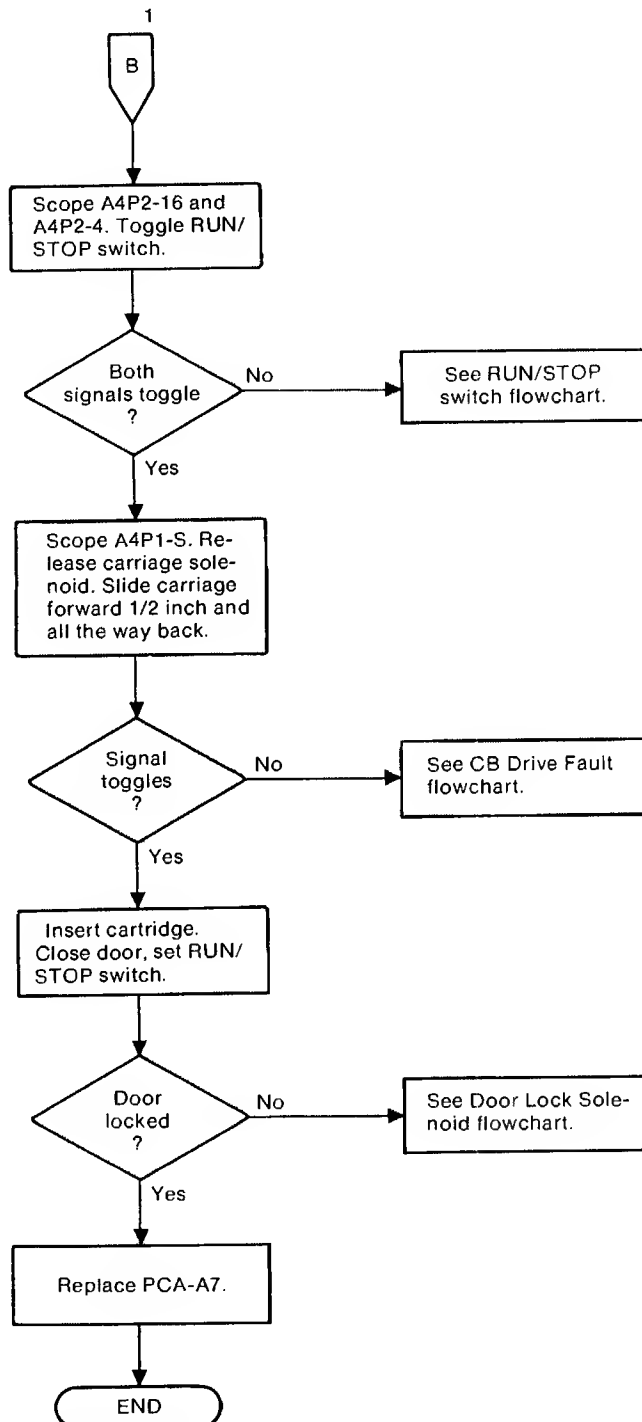 1
B
Scope A4P2-16 and
A4P2-4. Toggle RUN/
STOP switch.
Both
signals toggle
?
No
See RUN/STOP
switch flowchart.
Yes
Scope A4P1-S. Re-
lease carriage sole-
noid. Slide carriage
forward 1/2 inch and
all the way back.
Signal
toggles
?
No
See CB Drive Fault
flowchart.
Yes
Insert cartridge.
Close door, set RUN/
STOP switch.
Door
locked
?
No
See Door Lock Sole-
noid flowchart.
Yes
Replace PCA-A7.
END